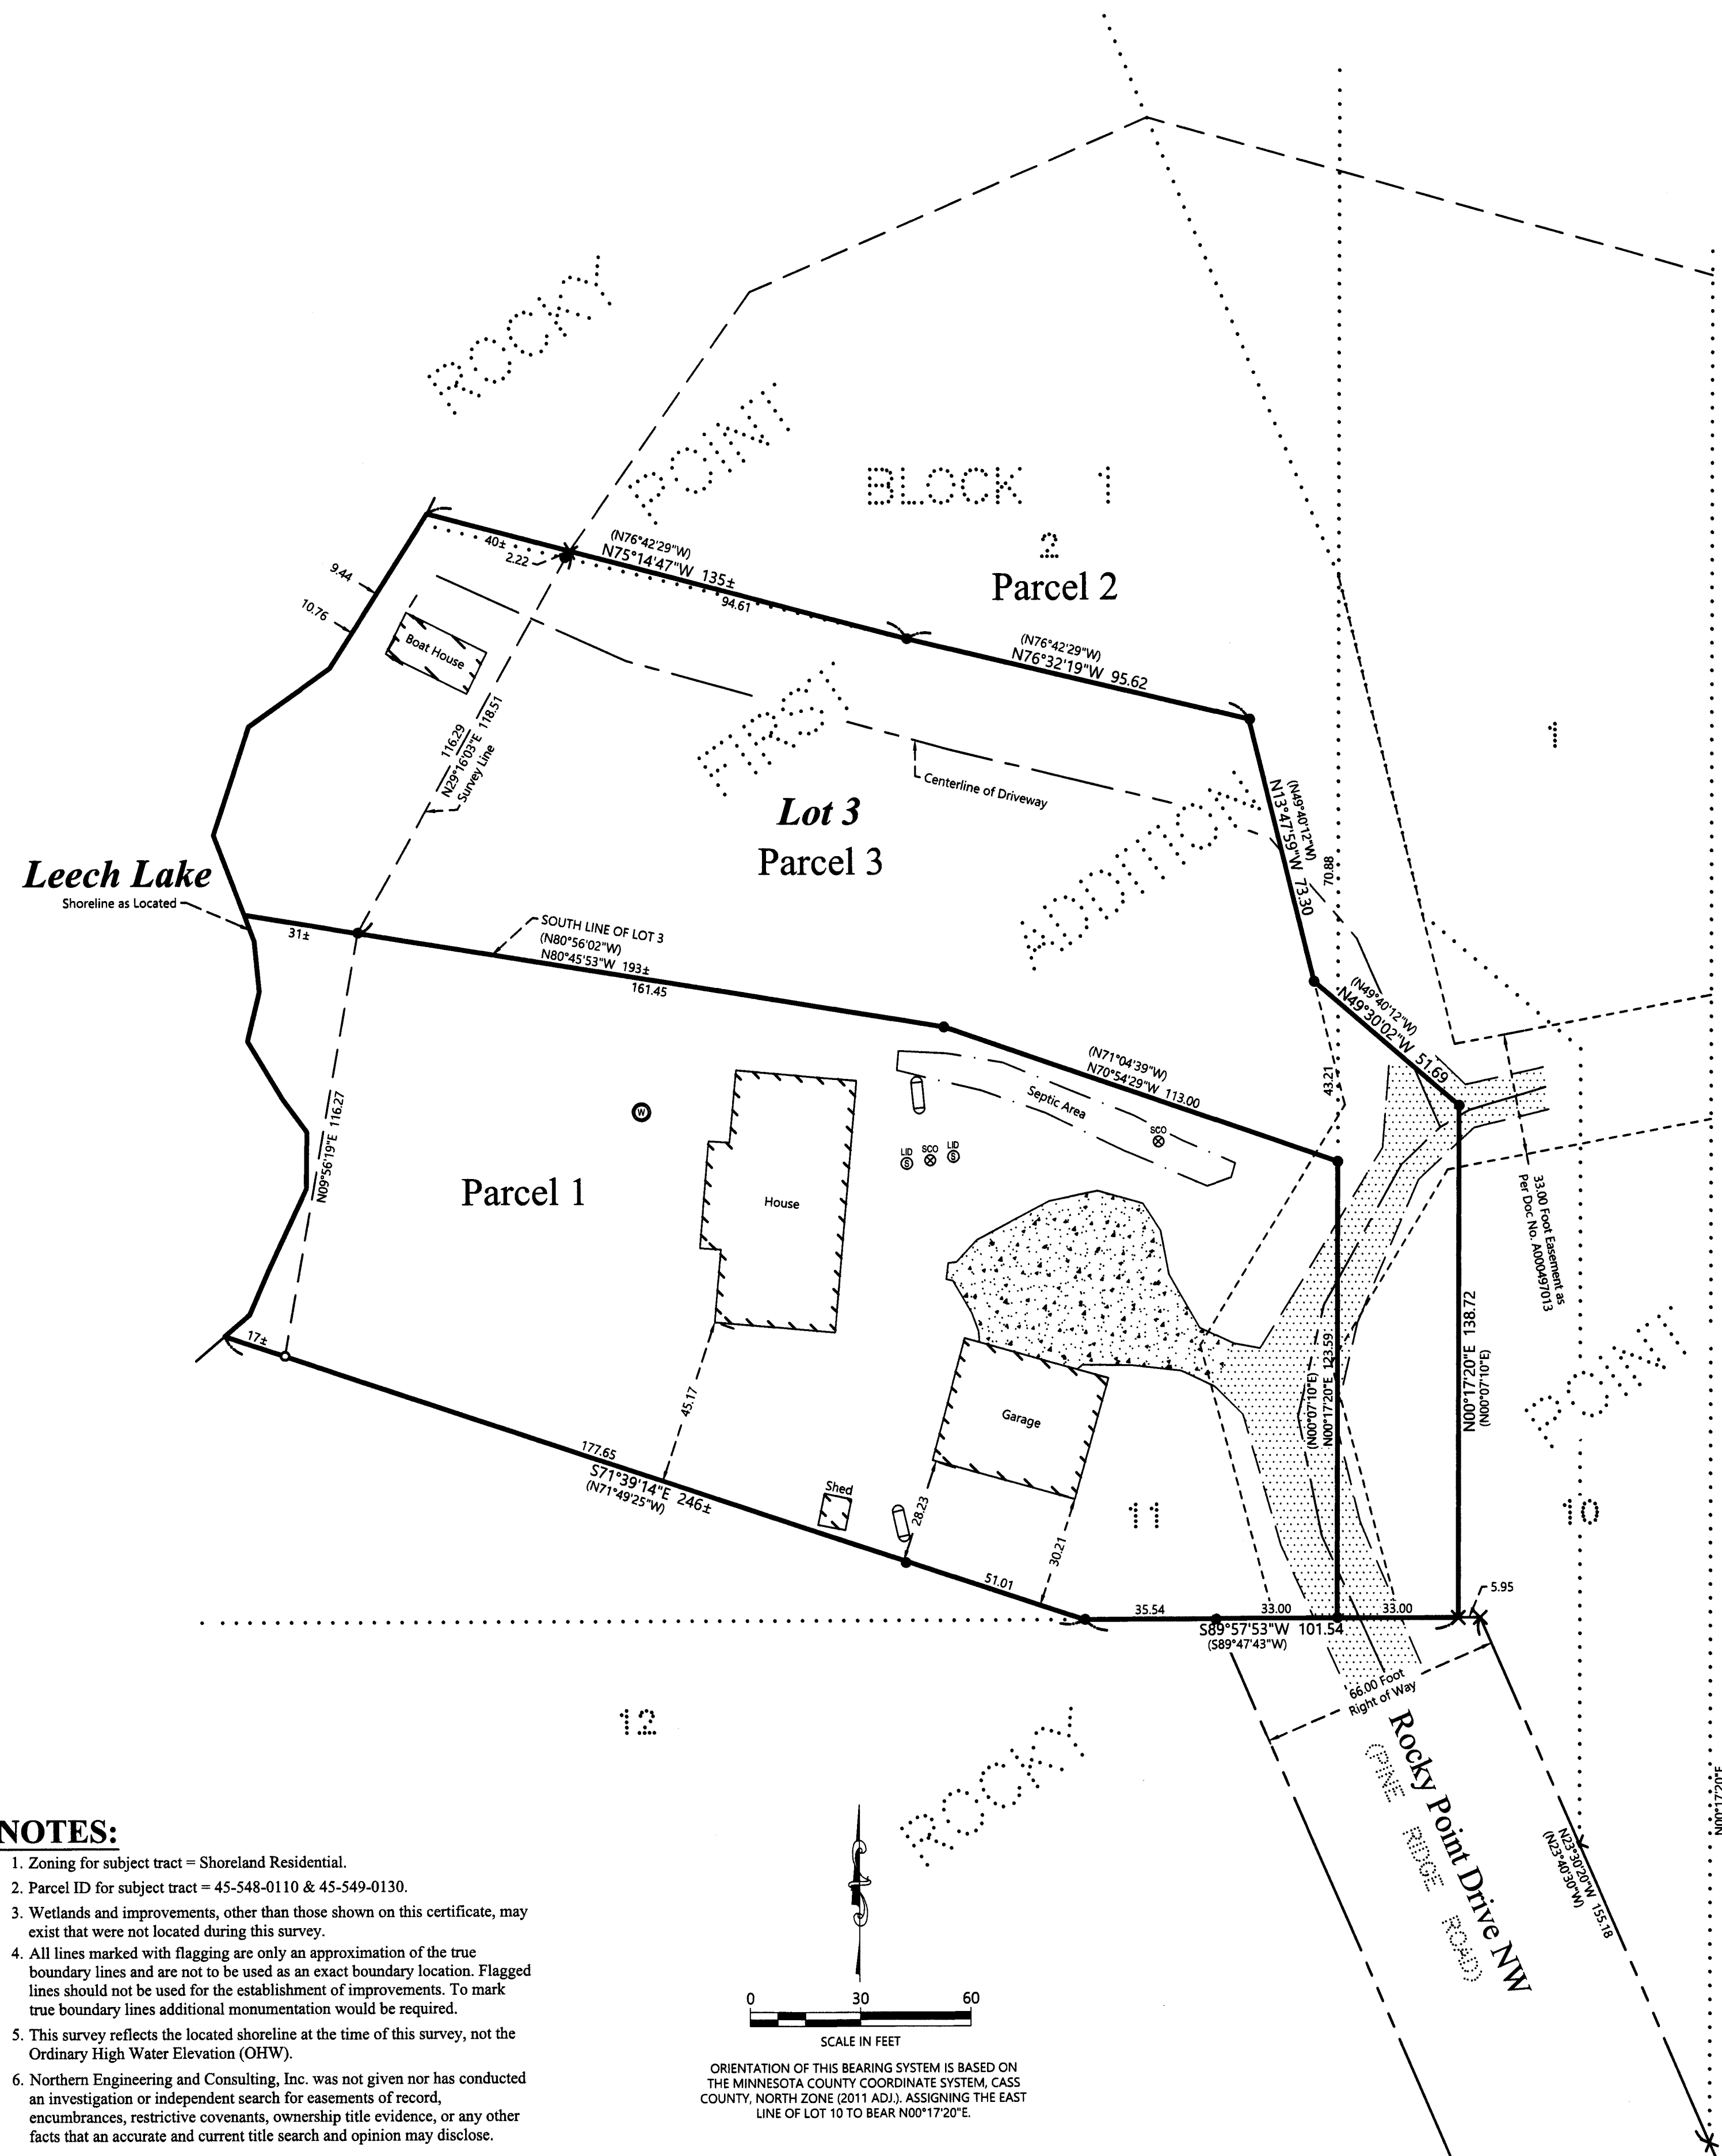 ROCKY
POINT
BLOCK 1
2
Parcel 2
(N76°42'29"W)
N75°14'47"W 135±
40±
2.22
94.61
(N76°42'29"W)
N76°32'19"W 95.62
9.44
10.76
Boat House
116.29
N29°16'03"E 118.51
Survey Line
FIRST
Centerline of Driveway
ADDITION
1
Lot 3
Parcel 3
(N49°40'12"W)
N13°47'59"W 73.30
70.88
Leech Lake
Shoreline as Located
31±
SOUTH LINE OF LOT 3
(N80°56'02"W)
N80°45'53"W 193±
161.45
(N49°40'12"W)
N49°30'02"W 51.69
(N71°04'39"W)
N70°54'29"W 113.00
43.21
Septic Area
SCO
W
LID
SCO
LID
S
S
N09°56'19"E 116.27
Parcel 1
House
33.00 Foot Easement as
Per Doc No. A000497013
17±
45.17
(N00°07'10"E)
N00°17'20"E 123.59
N00°17'20"E 138.72
(N00°07'10"E)
POINT
Garage
177.65
S71°39'14"E 246±
(N71°49'25"W)
Shed
28.23
30.21
11
10
51.01
35.54
33.00
33.00
5.95
S89°57'53"W 101.54
(S89°47'43"W)
66.00 Foot
Right of Way
12
ROCKY
Rocky Point Drive NW
(PINE RIDGE ROAD)
N23°30'20"W 155.18
(N23°40'30"W)
N00°17'20"E
NOTES:
1. Zoning for subject tract = Shoreland Residential.
2. Parcel ID for subject tract = 45-548-0110 & 45-549-0130.
3. Wetlands and improvements, other than those shown on this certificate, may
exist that were not located during this survey.
4. All lines marked with flagging are only an approximation of the true
boundary lines and are not to be used as an exact boundary location. Flagged
lines should not be used for the establishment of improvements. To mark
true boundary lines additional monumentation would be required.
5. This survey reflects the located shoreline at the time of this survey, not the
Ordinary High Water Elevation (OHW).
6. Northern Engineering and Consulting, Inc. was not given nor has conducted
an investigation or independent search for easements of record,
encumbrances, restrictive covenants, ownership title evidence, or any other
facts that an accurate and current title search and opinion may disclose.
0 30 60
SCALE IN FEET
ORIENTATION OF THIS BEARING SYSTEM IS BASED ON
THE MINNESOTA COUNTY COORDINATE SYSTEM, CASS
COUNTY, NORTH ZONE (2011 ADJ.). ASSIGNING THE EAST
LINE OF LOT 10 TO BEAR N00°17'20"E.